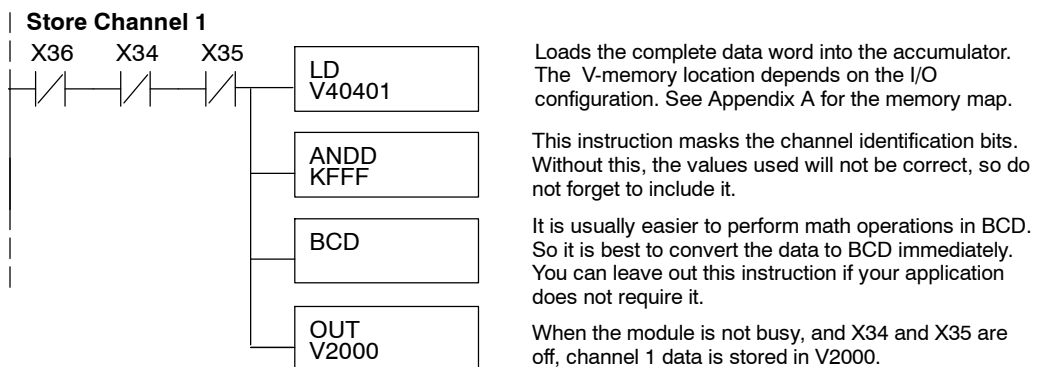 Store Channel 1
X36 X34 X35
LD
V40401
Loads the complete data word into the accumulator.
The V-memory location depends on the I/O
configuration. See Appendix A for the memory map.
ANDD
KFFF
This instruction masks the channel identification bits.
Without this, the values used will not be correct, so do
not forget to include it.
BCD
It is usually easier to perform math operations in BCD.
So it is best to convert the data to BCD immediately.
You can leave out this instruction if your application
does not require it.
OUT
V2000
When the module is not busy, and X34 and X35 are
off, channel 1 data is stored in V2000.